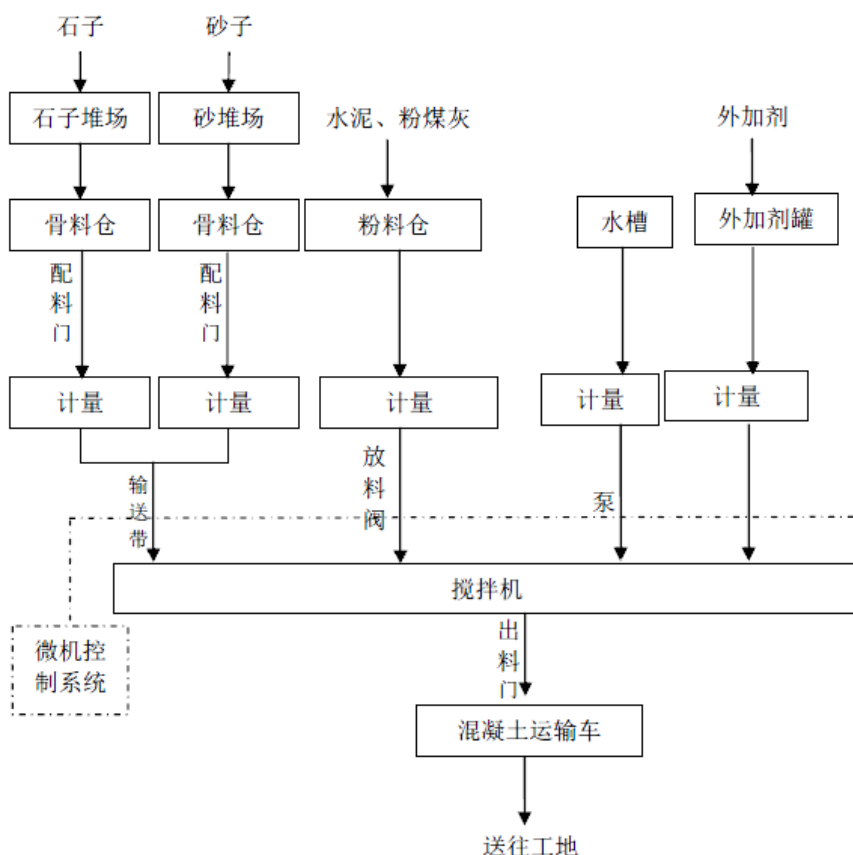 石子
砂子
石子堆场
砂堆场
水泥、粉煤灰
外加剂
骨料仓
骨料仓
粉料仓
水槽
外加剂罐
配料门
配料门
计量
计量
计量
计量
计量
输送带
放料阀
泵
搅拌机
微机控
制系统
出料门
混凝土运输车
送往工地